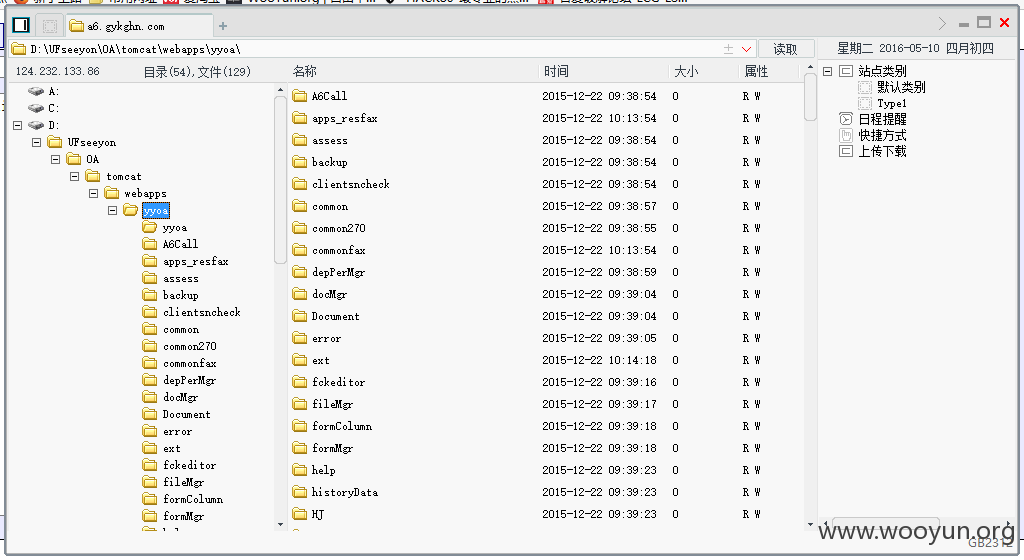 a6.gykghn.com
D:\UFseeyon\OA\tomcat\webapps\yyoa\
读取
星期二 2016-05-10 四月初四
124.232.133.86 目录(54),文件(129)
名称 时间 大小 属性
A:
C:
D:
UFseeyon
OA
tomcat
webapps
yyoa
yyoa
A6Call
apps_resfax
assess
backup
clientsncheck
common
common270
commonfax
depPerMgr
docMgr
Document
error
ext
fckeditor
fileMgr
formColumn
formMgr
A6Call 2015-12-22 09:38:54 0 R W
apps_resfax 2015-12-22 10:13:54 0 R W
assess 2015-12-22 09:38:54 0 R W
backup 2015-12-22 09:38:54 0 R W
clientsncheck 2015-12-22 09:38:54 0 R W
common 2015-12-22 09:38:57 0 R W
common270 2015-12-22 09:38:55 0 R W
commonfax 2015-12-22 10:13:54 0 R W
depPerMgr 2015-12-22 09:38:59 0 R W
docMgr 2015-12-22 09:39:04 0 R W
Document 2015-12-22 09:39:04 0 R W
error 2015-12-22 09:39:05 0 R W
ext 2015-12-22 10:14:18 0 R W
fckeditor 2015-12-22 09:39:16 0 R W
fileMgr 2015-12-22 09:39:17 0 R W
formColumn 2015-12-22 09:39:18 0 R W
formMgr 2015-12-22 09:39:18 0 R W
help 2015-12-22 09:39:23 0 R W
historyData 2015-12-22 09:39:23 0 R W
HJ 2015-12-22 09:39:23 0 R W
站点类别
默认类别
Type1
日程提醒
快捷方式
上传下载
www.wooyun.org
GB2312